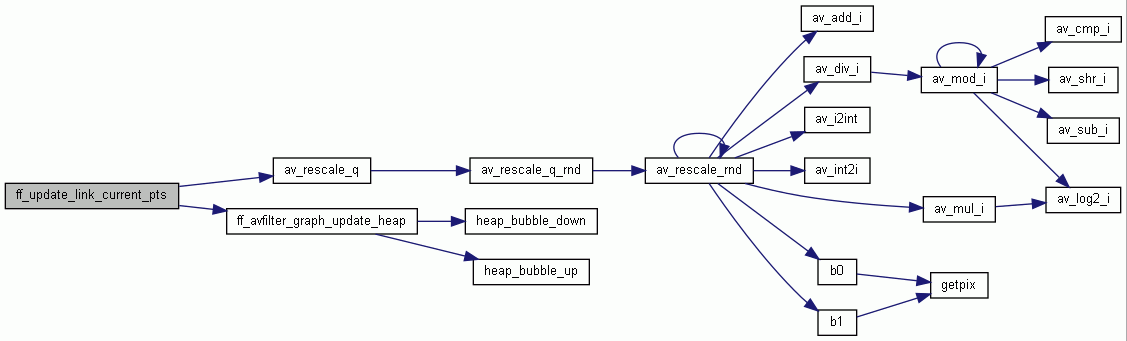 ff_update_link_current_pts
av_rescale_q
ff_avfilter_graph_update_heap
av_rescale_q_rnd
heap_bubble_down
heap_bubble_up
av_rescale_rnd
av_add_i
av_div_i
av_i2int
av_int2i
av_mul_i
b0
b1
getpix
av_mod_i
av_cmp_i
av_shr_i
av_sub_i
av_log2_i